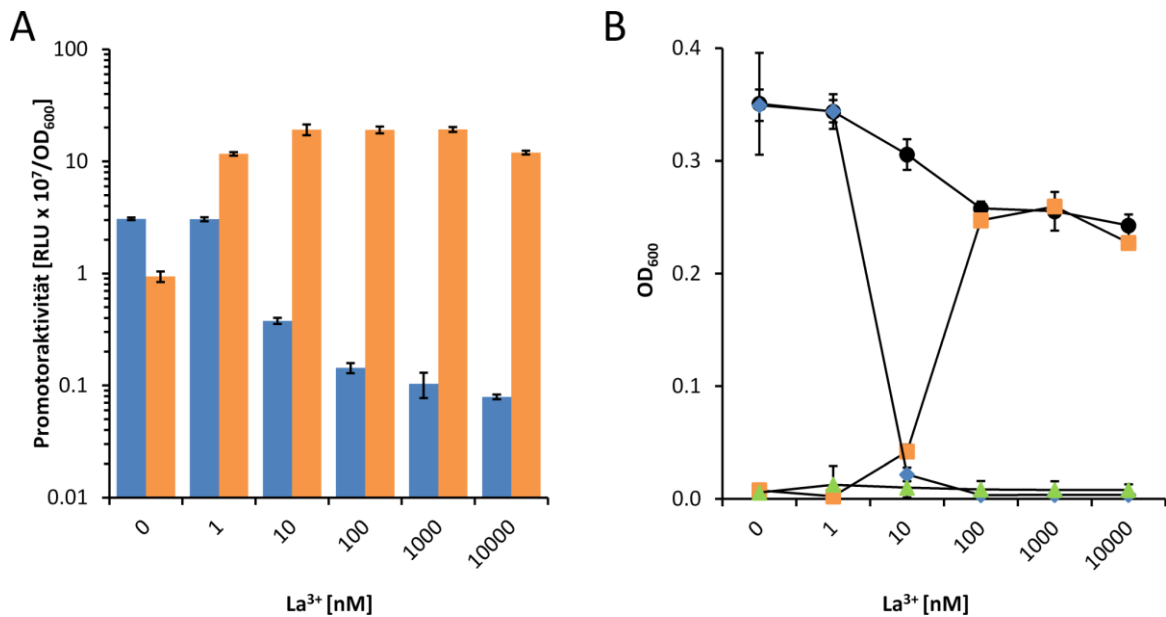 A
Promotoraktivität [RLU x 10⁷/OD₆₀₀]
100
10
1
0.1
0.01
0 1 10 100 1000 10000
La³⁺ [nM]
B
OD₆₀₀
0.4
0.3
0.2
0.1
0.0
0 1 10 100 1000 10000
La³⁺ [nM]